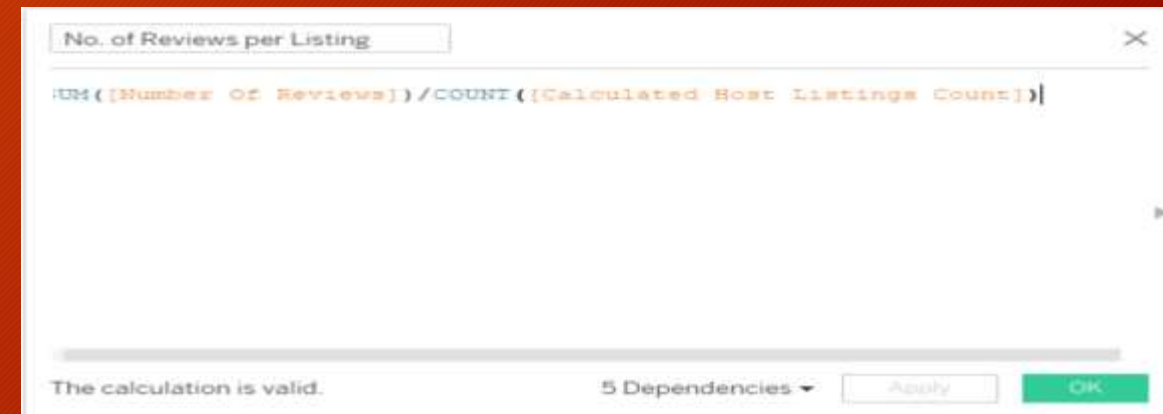 No. of Reviews per Listing
UM([Number Of Reviews])/COUNT([Calculated Host Listings Count])
The calculation is valid.
5 Dependencies
Apply
OK